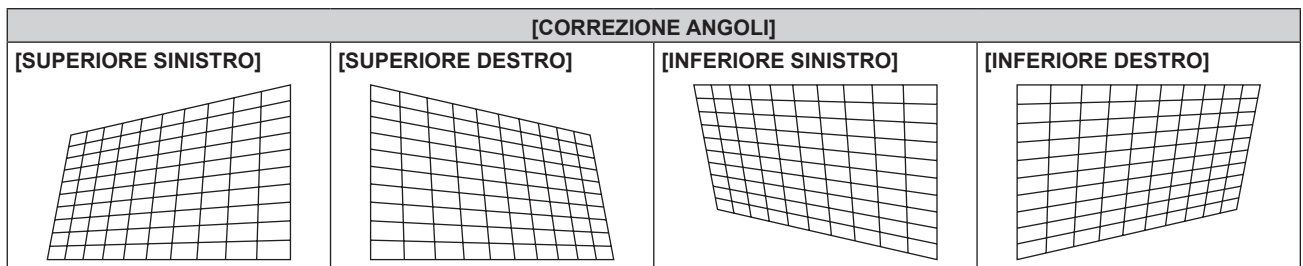 [CORREZIONE ANGOLI]
[SUPERIORE SINISTRO]
[SUPERIORE DESTRO]
[INFERIORE SINISTRO]
[INFERIORE DESTRO]